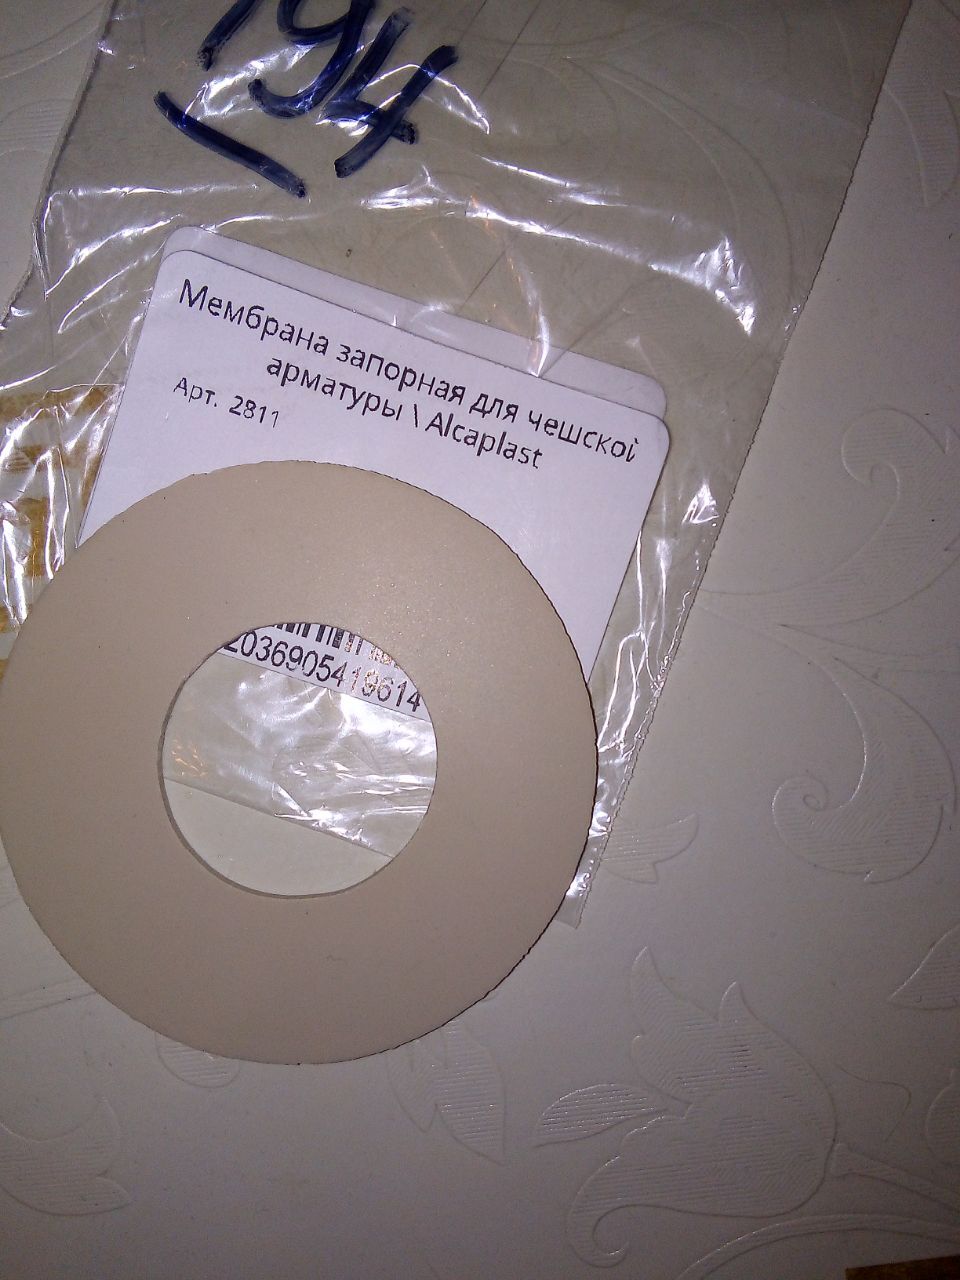 194
Мембрана запорная для чешской
арматуры \ Alcaplast
Арт. 2811
2036905419614